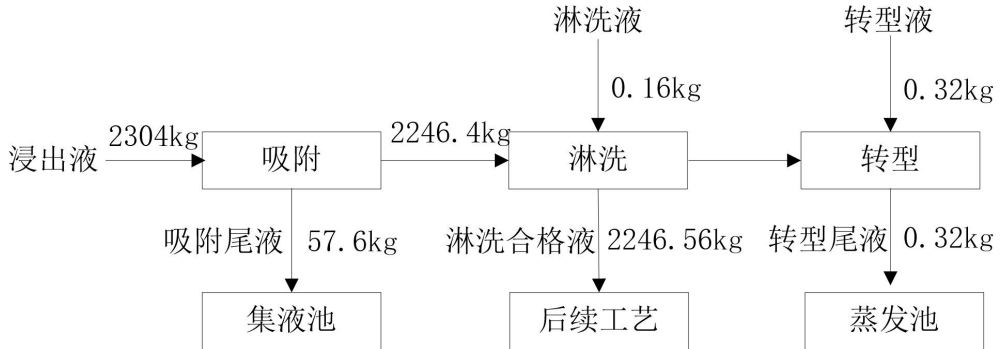 淋洗液
转型液
0.16kg
0.32kg
浸出液
2304kg
吸附
2246.4kg
淋洗
转型
吸附尾液
57.6kg
淋洗合格液
2246.56kg
转型尾液
0.32kg
集液池
后续工艺
蒸发池